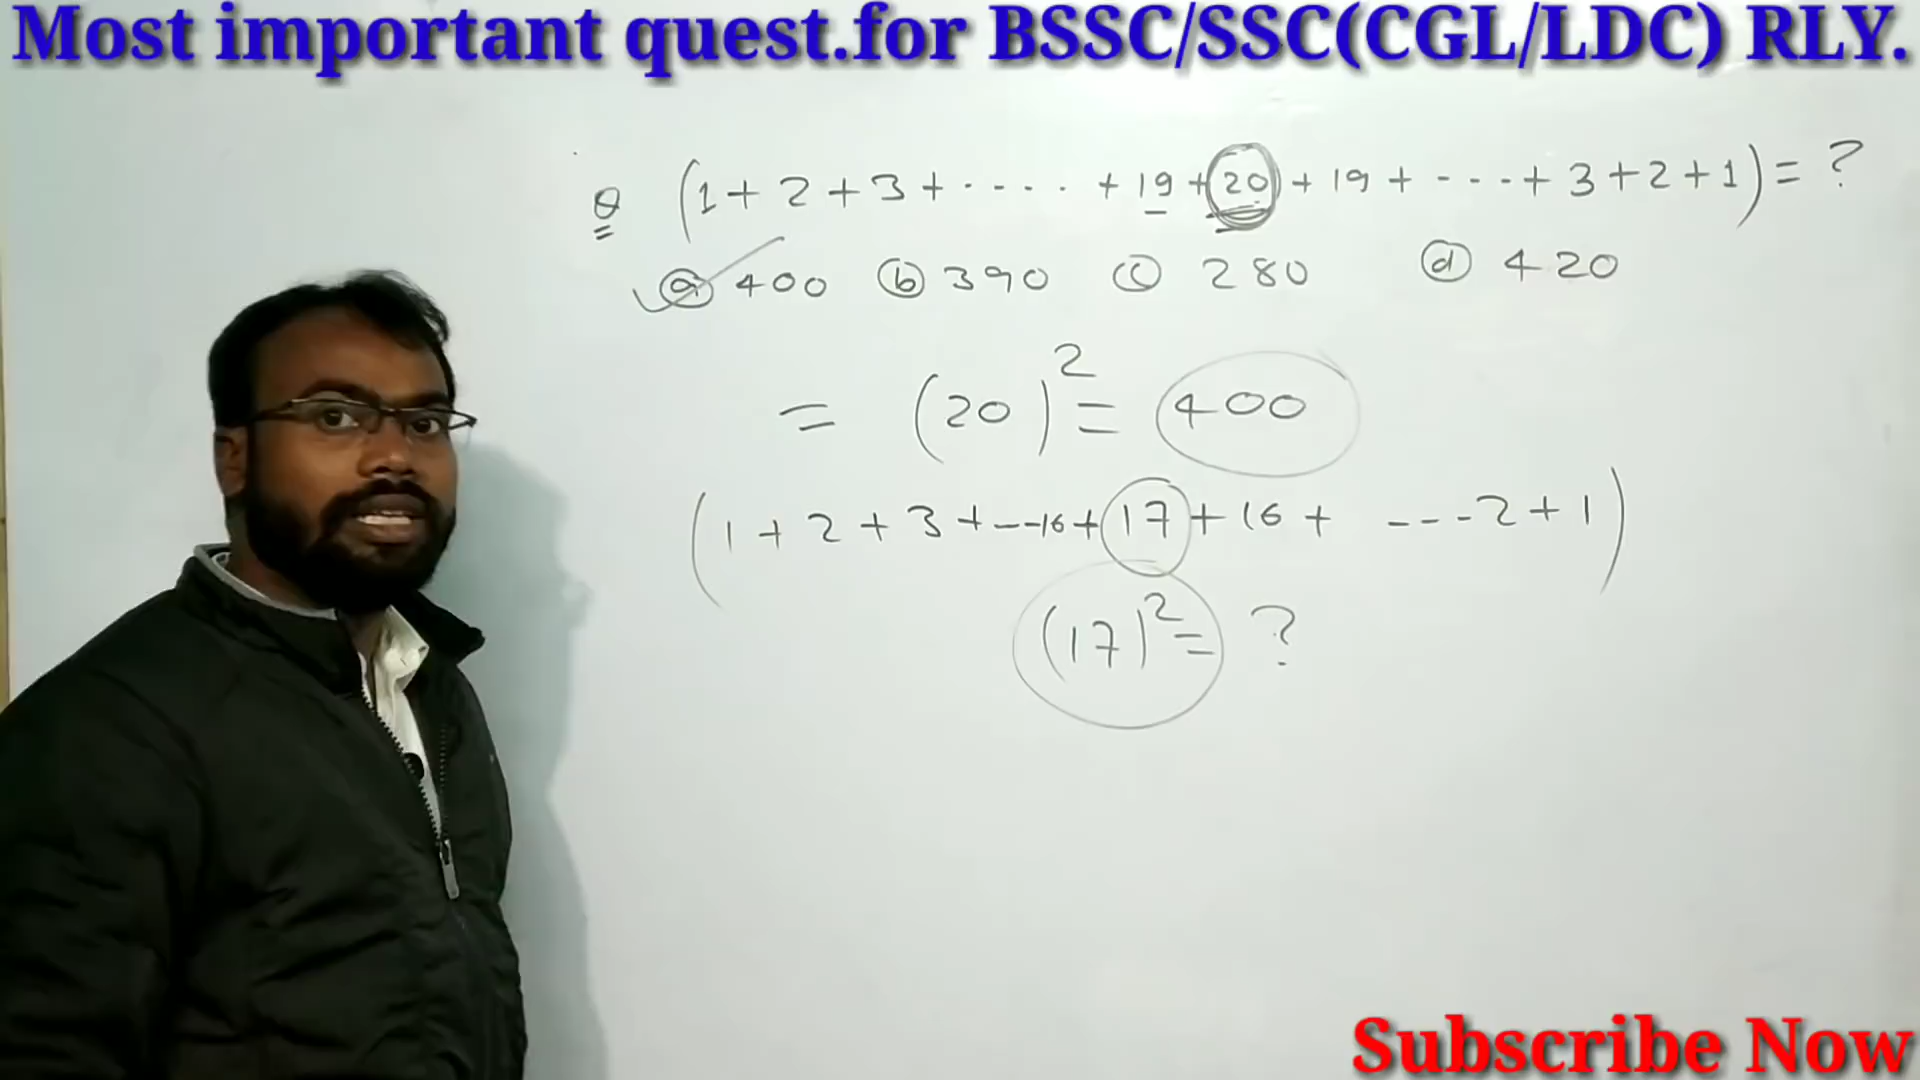 Most important quest.for BSSC/SSC(CGL/LDC) RLY.
Q (1+2+3+.....+19+20+19+---+3+2+1)=?
a 400 b 390 c 280 d 420
= (20)²= 400
(1+2+3+---16+17+16+ ---2+1)
(17)²= ?
Subscribe Now